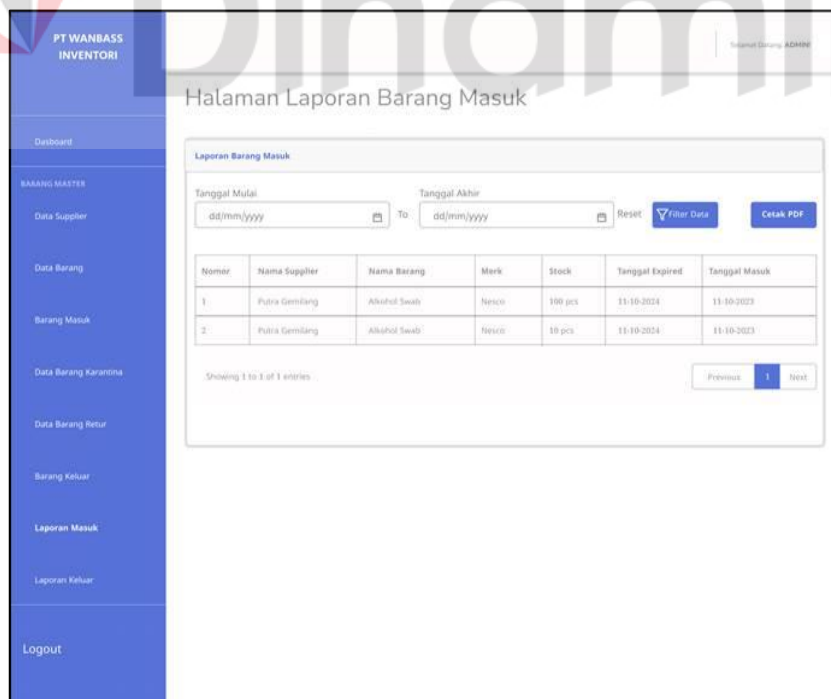 Dinami
PT WANBASS
INVENTORI
Selamat Datang, ADMIN!
Halaman Laporan Barang Masuk
Dasboard
Laporan Barang Masuk
BARANG MASTER
Tanggal Mulai Tanggal Akhir
Data Supplier
dd/mm/yyyy To dd/mm/yyyy Reset Filter Data Cetak PDF
Data Barang
Nomor Nama Supplier Nama Barang Merk Stock Tanggal Expired Tanggal Masuk
1 Putra Gemilang Alkohol Swab Nesco 100 pcs 11-10-2024 11-10-2023
Barang Masuk
2 Putra Gemilang Alkohol Swab Nesco 10 pcs 11-10-2024 11-10-2023
Data Barang Karantina
Showing 1 to 1 of 1 entries Previous 1 Next
Data Barang Retur
Barang Keluar
Laporan Masuk
Laporan Keluar
Logout